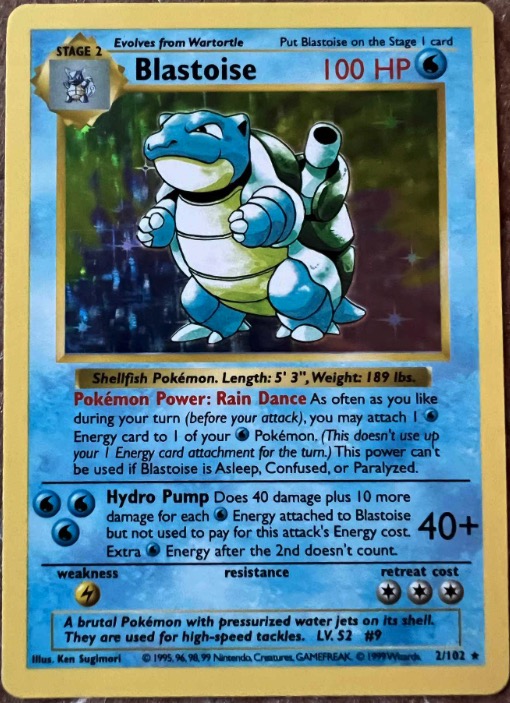 STAGE 2 Evolves from Wartortle Put Blastoise on the Stage 1 card
Blastoise 100 HP
Shellfish Pokémon. Length: 5' 3", Weight: 189 lbs.
Pokémon Power: Rain Dance As often as you like
during your turn (before your attack), you may attach 1
Energy card to 1 of your Pokémon. (This doesn't use up
your 1 Energy card attachment for the turn.) This power can't
be used if Blastoise is Asleep, Confused, or Paralyzed.
Hydro Pump Does 40 damage plus 10 more
damage for each Energy attached to Blastoise
but not used to pay for this attack's Energy cost.
Extra Energy after the 2nd doesn't count.
40+
weakness resistance retreat cost
A brutal Pokémon with pressurized water jets on its shell.
They are used for high-speed tackles. LV. 52 #9
Illus. Ken Sugimori © 1995, 96, 98, 99 Nintendo, Creatures, GAMEFREAK. © 1999 Wizards. 2/102